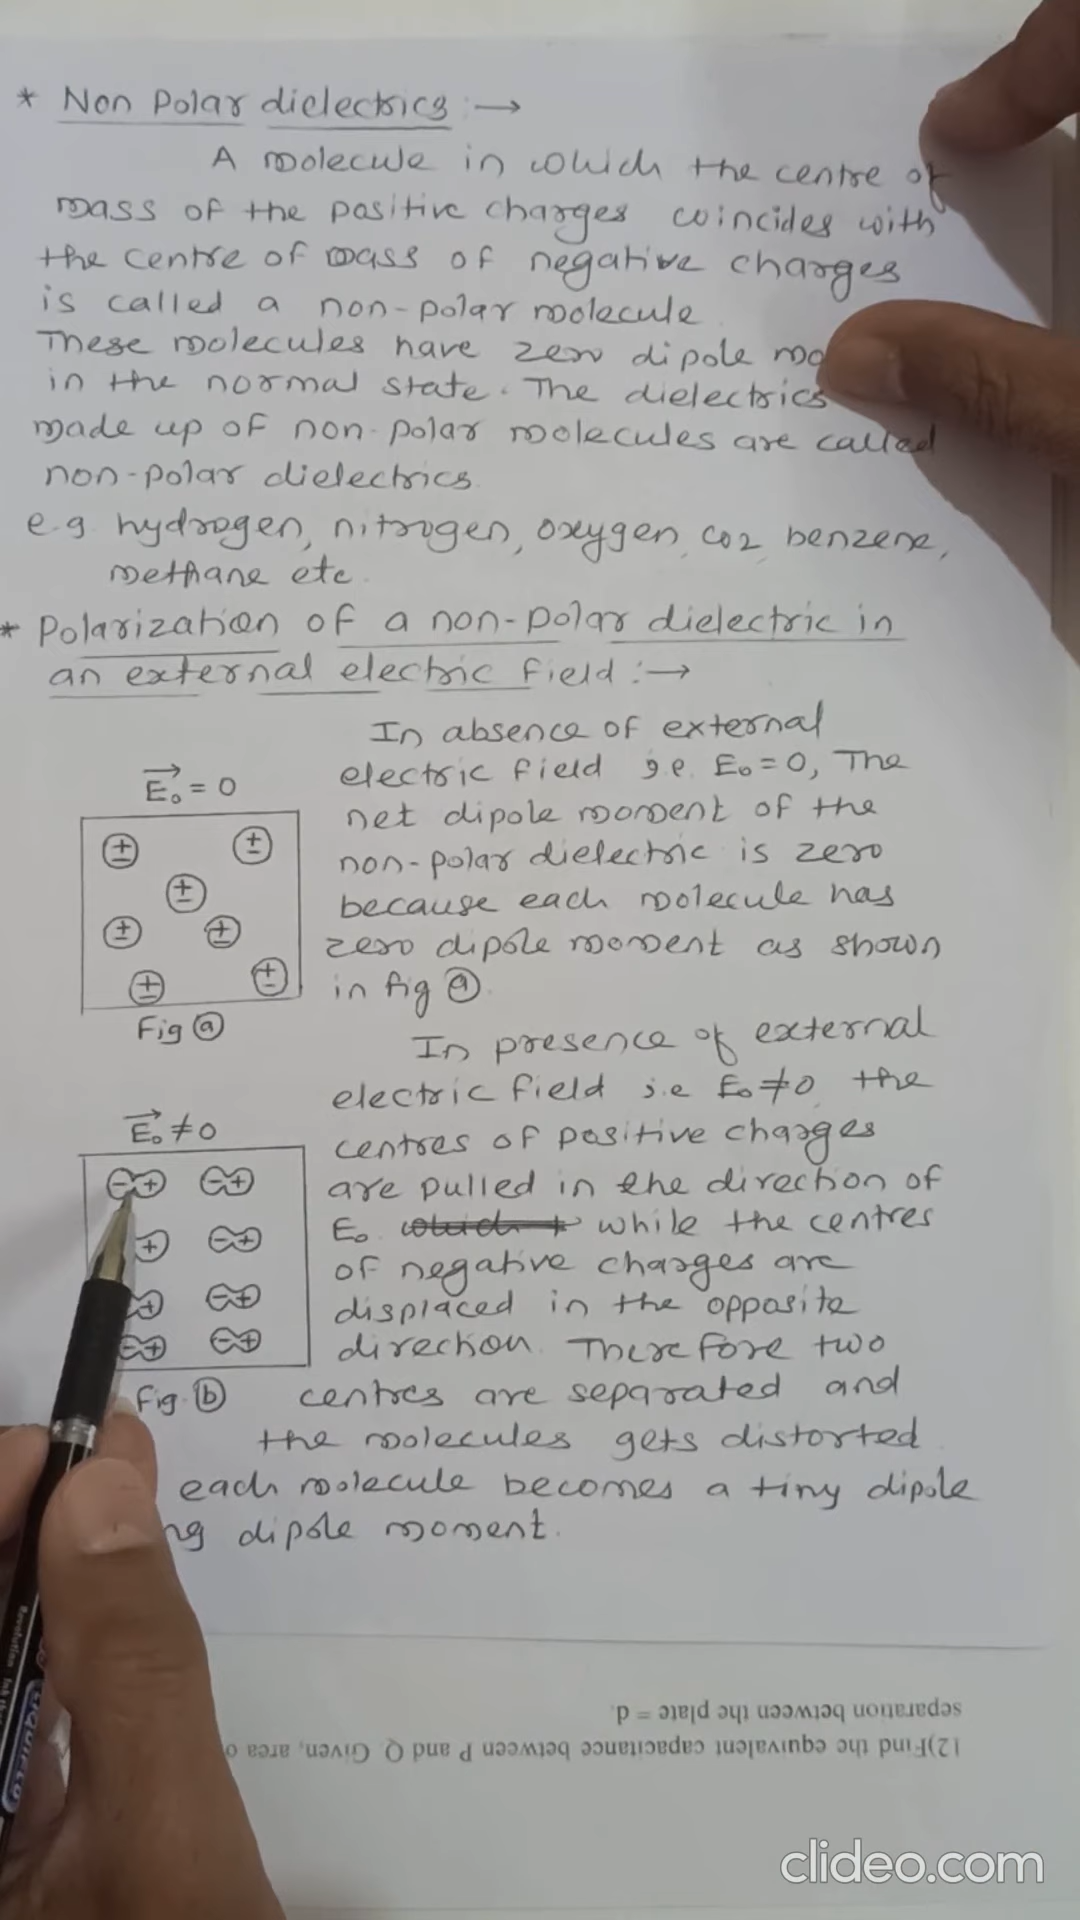 * Non Polar dielectrics :→
A molecule in which the centre of
mass of the positive charges coincides with
the centre of mass of negative charges
is called a non-polar molecule.
These molecules have zero dipole mo
in the normal state. The dielectrics
made up of non-polar molecules are called
non-polar dielectrics.
e.g. hydrogen, nitrogen, oxygen, co2, benzene,
methane etc.
* Polarization of a non-polar dielectric in
an external electric field :→
In absence of external
electric field i.e. E₀ = 0, The
net dipole moment of the
non-polar dielectric is zero
because each molecule has
zero dipole moment as shown
in fig ⓐ.
E₀ = 0
Fig ⓐ
In presence of external
electric field i.e E₀ ≠ 0, the
centres of positive charges
are pulled in the direction of
E₀ while the centres
of negative charges are
displaced in the opposite
direction. Therefore two
centres are separated and
the molecules gets distorted
each molecule becomes a tiny dipole
ng dipole moment.
E₀ ≠ 0
Fig. ⓑ
12)Find the equivalent capacitance between P and Q. Given, area o
separation between the plate = d.
clideo.com